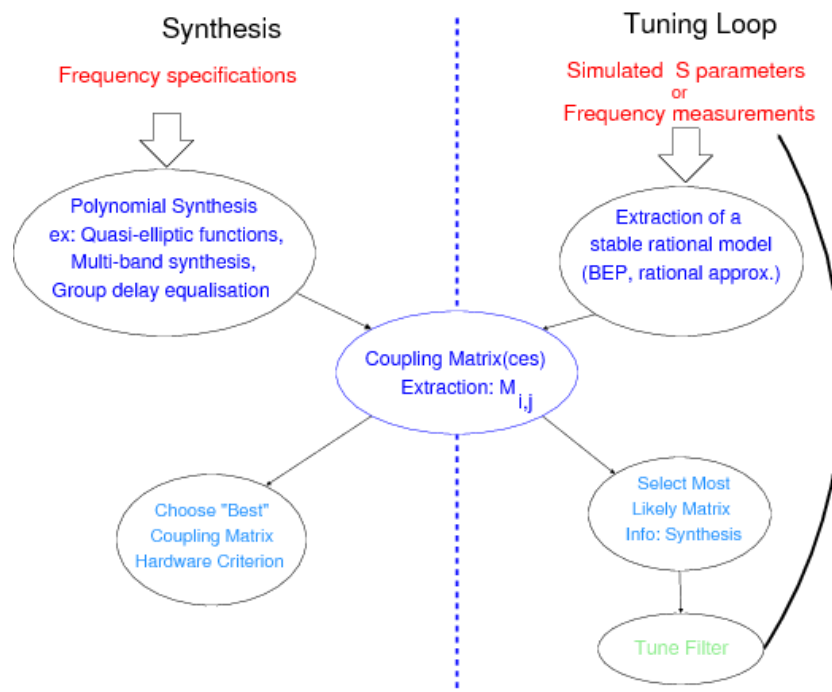 Synthesis
Frequency specifications
Polynomial Synthesis
ex: Quasi-elliptic functions,
Multi-band synthesis,
Group delay equalisation
Tuning Loop
Simulated S parameters
or
Frequency measurements
Extraction of a
stable rational model
(BEP, rational approx.)
Coupling Matrix(ces)
Extraction: M i,j
Choose "Best"
Coupling Matrix
Hardware Criterion
Select Most
Likely Matrix
Info: Synthesis
Tune Filter